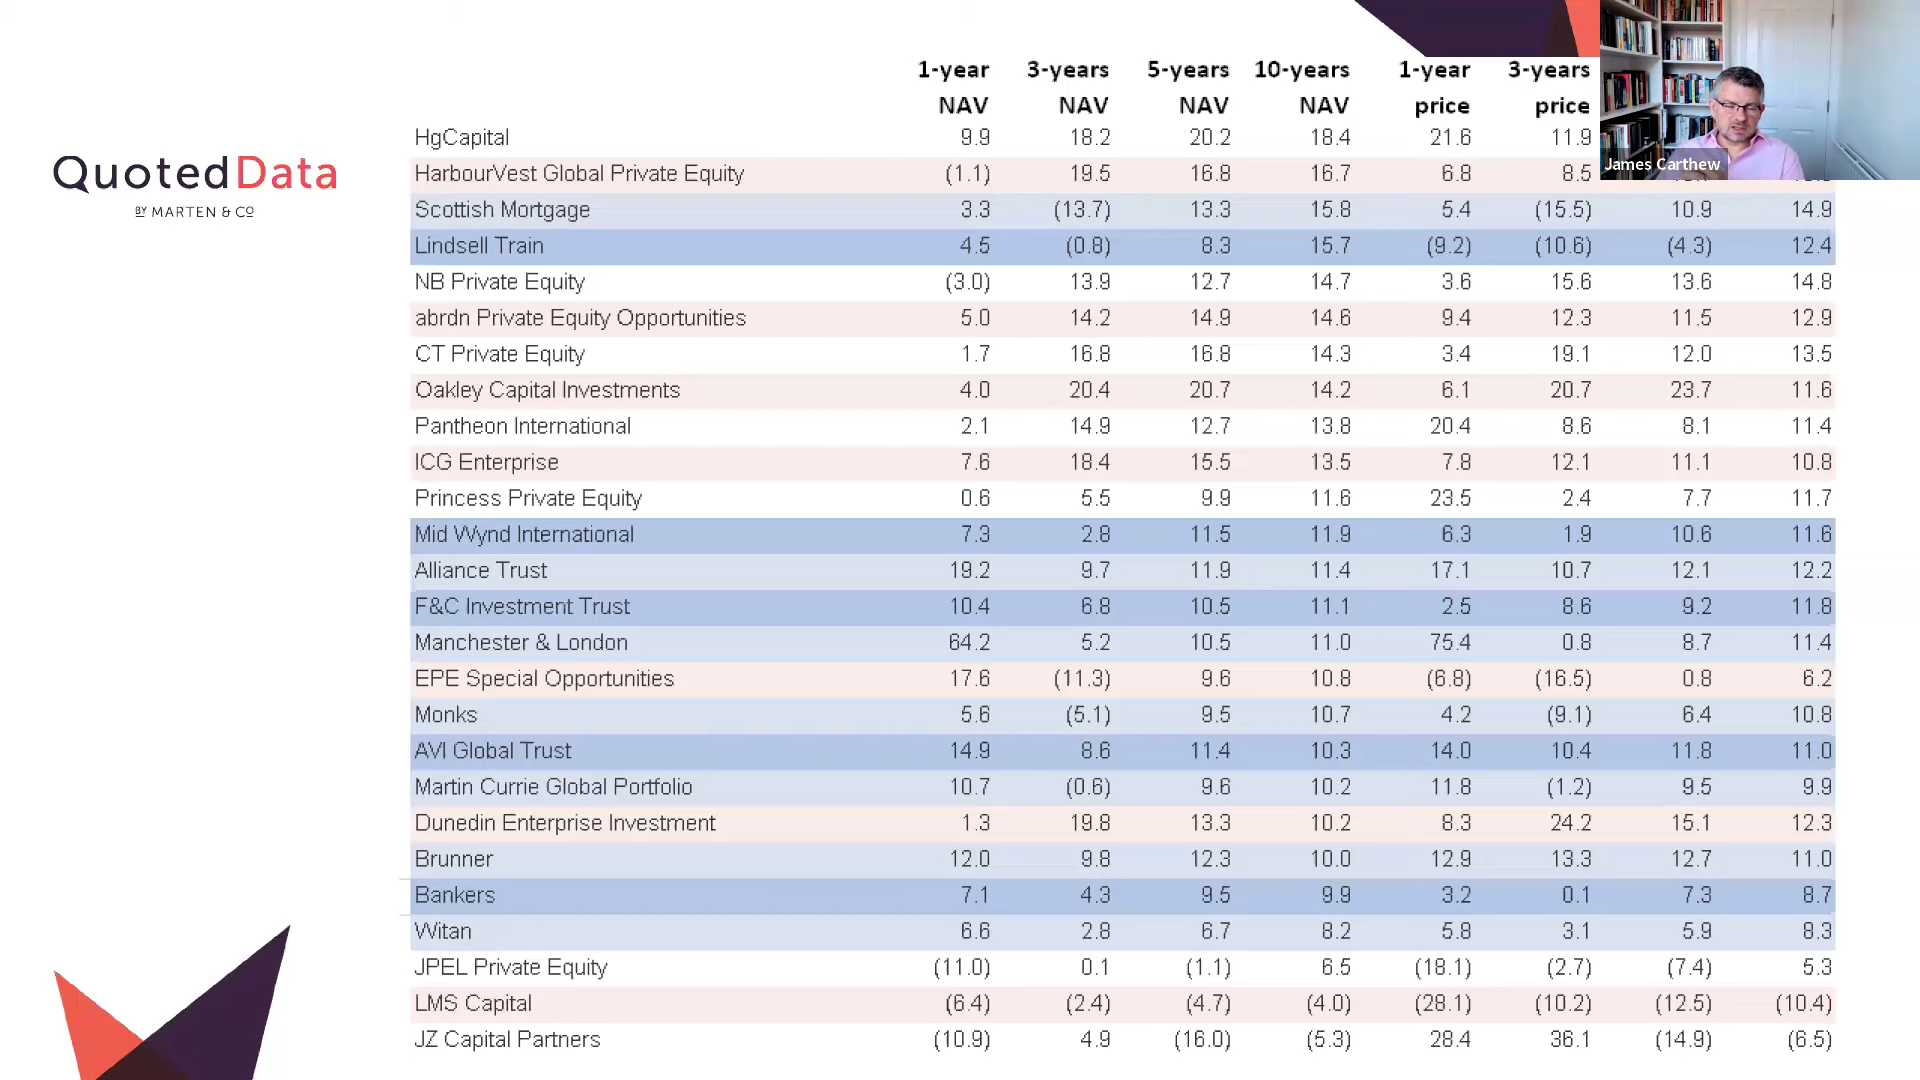 1-year 3-years 5-years 10-years 1-year 3-years
NAV NAV NAV NAV price price
QuotedData
BY MARTEN & CO
James Carthew
HgCapital 9.9 18.2 20.2 18.4 21.6 11.9
HarbourVest Global Private Equity (1.1) 19.5 16.8 16.7 6.8 8.5
Scottish Mortgage 3.3 (13.7) 13.3 15.8 5.4 (15.5) 10.9 14.9
Lindsell Train 4.5 (0.8) 8.3 15.7 (9.2) (10.6) (4.3) 12.4
NB Private Equity (3.0) 13.9 12.7 14.7 3.6 15.6 13.6 14.8
abrdn Private Equity Opportunities 5.0 14.2 14.9 14.6 9.4 12.3 11.5 12.9
CT Private Equity 1.7 16.8 16.8 14.3 3.4 19.1 12.0 13.5
Oakley Capital Investments 4.0 20.4 20.7 14.2 6.1 20.7 23.7 11.6
Pantheon International 2.1 14.9 12.7 13.8 20.4 8.6 8.1 11.4
ICG Enterprise 7.6 18.4 15.5 13.5 7.8 12.1 11.1 10.8
Princess Private Equity 0.6 5.5 9.9 11.6 23.5 2.4 7.7 11.7
Mid Wynd International 7.3 2.8 11.5 11.9 6.3 1.9 10.6 11.6
Alliance Trust 19.2 9.7 11.9 11.4 17.1 10.7 12.1 12.2
F&C Investment Trust 10.4 6.8 10.5 11.1 2.5 8.6 9.2 11.8
Manchester & London 64.2 5.2 10.5 11.0 75.4 0.8 8.7 11.4
EPE Special Opportunities 17.6 (11.3) 9.6 10.8 (6.8) (16.5) 0.8 6.2
Monks 5.6 (5.1) 9.5 10.7 4.2 (9.1) 6.4 10.8
AVI Global Trust 14.9 8.6 11.4 10.3 14.0 10.4 11.8 11.0
Martin Currie Global Portfolio 10.7 (0.6) 9.6 10.2 11.8 (1.2) 9.5 9.9
Dunedin Enterprise Investment 1.3 19.8 13.3 10.2 8.3 24.2 15.1 12.3
Brunner 12.0 9.8 12.3 10.0 12.9 13.3 12.7 11.0
Bankers 7.1 4.3 9.5 9.9 3.2 0.1 7.3 8.7
Witan 6.6 2.8 6.7 8.2 5.8 3.1 5.9 8.3
JPEL Private Equity (11.0) 0.1 (1.1) 6.5 (18.1) (2.7) (7.4) 5.3
LMS Capital (6.4) (2.4) (4.7) (4.0) (28.1) (10.2) (12.5) (10.4)
JZ Capital Partners (10.9) 4.9 (16.0) (5.3) 28.4 36.1 (14.9) (6.5)